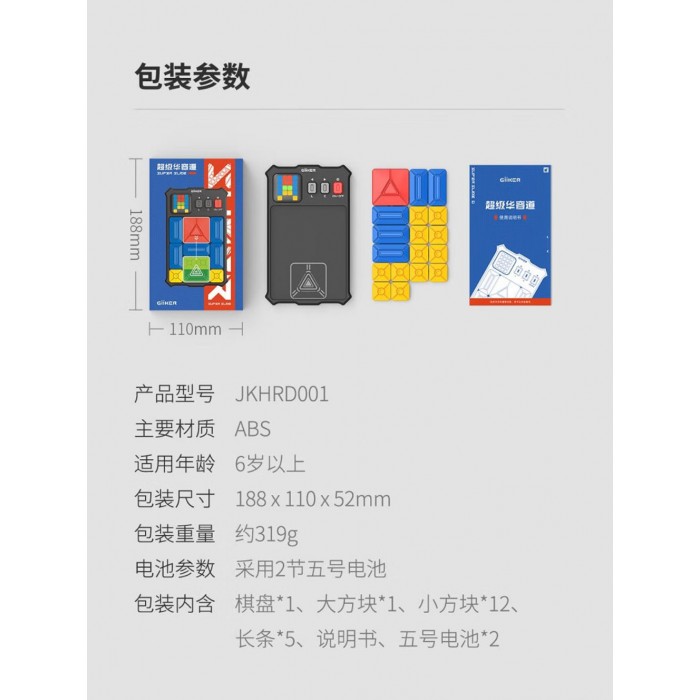 包装参数
超级华容道
SUPER SLIDE
GiiKER
188mm
110mm
GiiKER
GiiKER
超级华容道
产品型号 JKHRD001
主要材质 ABS
适用年龄 6岁以上
包装尺寸 188 x 110 x 52mm
包装重量 约319g
电池参数 采用2节五号电池
包装内含 棋盘*1、大方块*1、小方块*12、
长条*5、说明书、五号电池*2